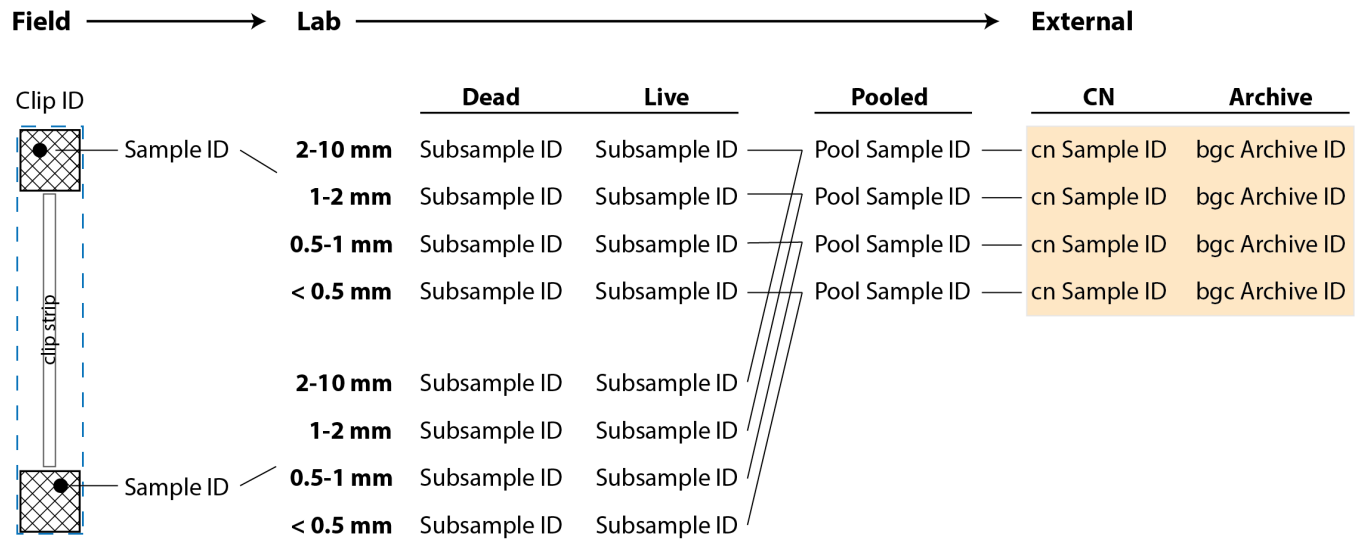 Field Lab External
Clip ID Dead Live Pooled CN Archive
Sample ID 2-10 mm Subsample ID Subsample ID Pool Sample ID cn Sample ID bgc Archive ID
1-2 mm Subsample ID Subsample ID Pool Sample ID cn Sample ID bgc Archive ID
0.5-1 mm Subsample ID Subsample ID Pool Sample ID cn Sample ID bgc Archive ID
< 0.5 mm Subsample ID Subsample ID Pool Sample ID cn Sample ID bgc Archive ID
clip strip
2-10 mm Subsample ID Subsample ID
1-2 mm Subsample ID Subsample ID
Sample ID 0.5-1 mm Subsample ID Subsample ID
< 0.5 mm Subsample ID Subsample ID